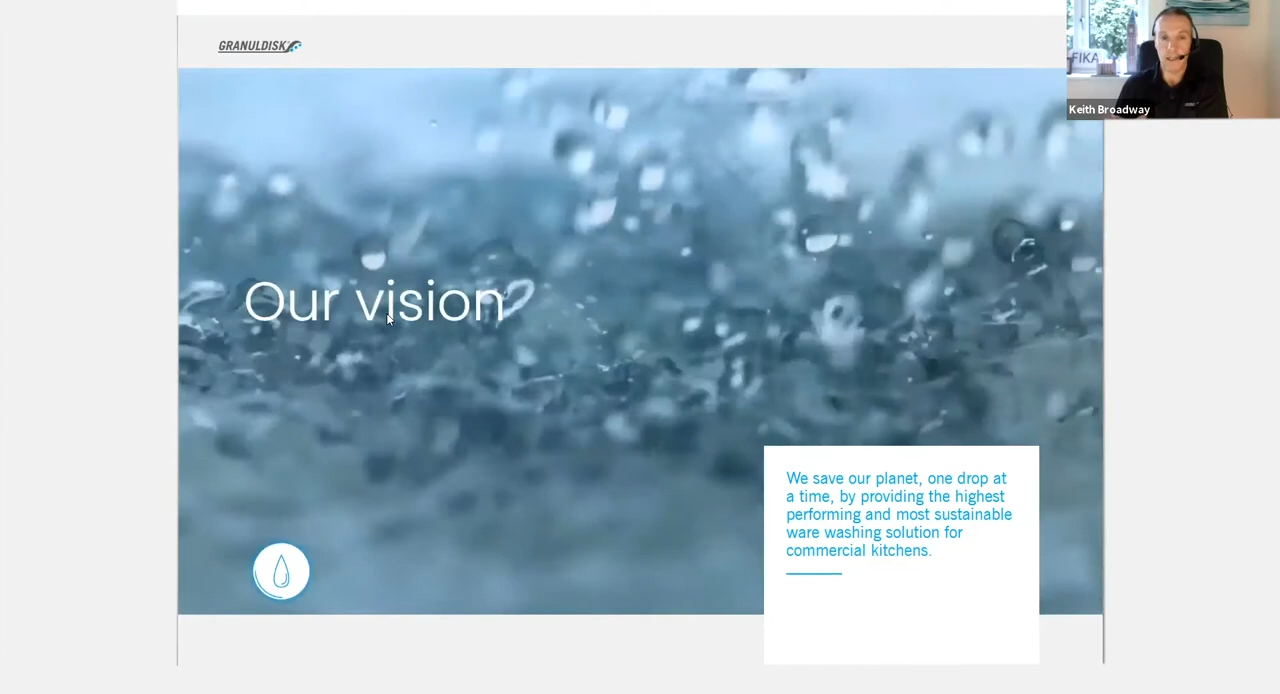 GRANULDISK
FIKA
Keith Broadway
Our vision
We save our planet, one drop at
a time, by providing the highest
performing and most sustainable
ware washing solution for
commercial kitchens.